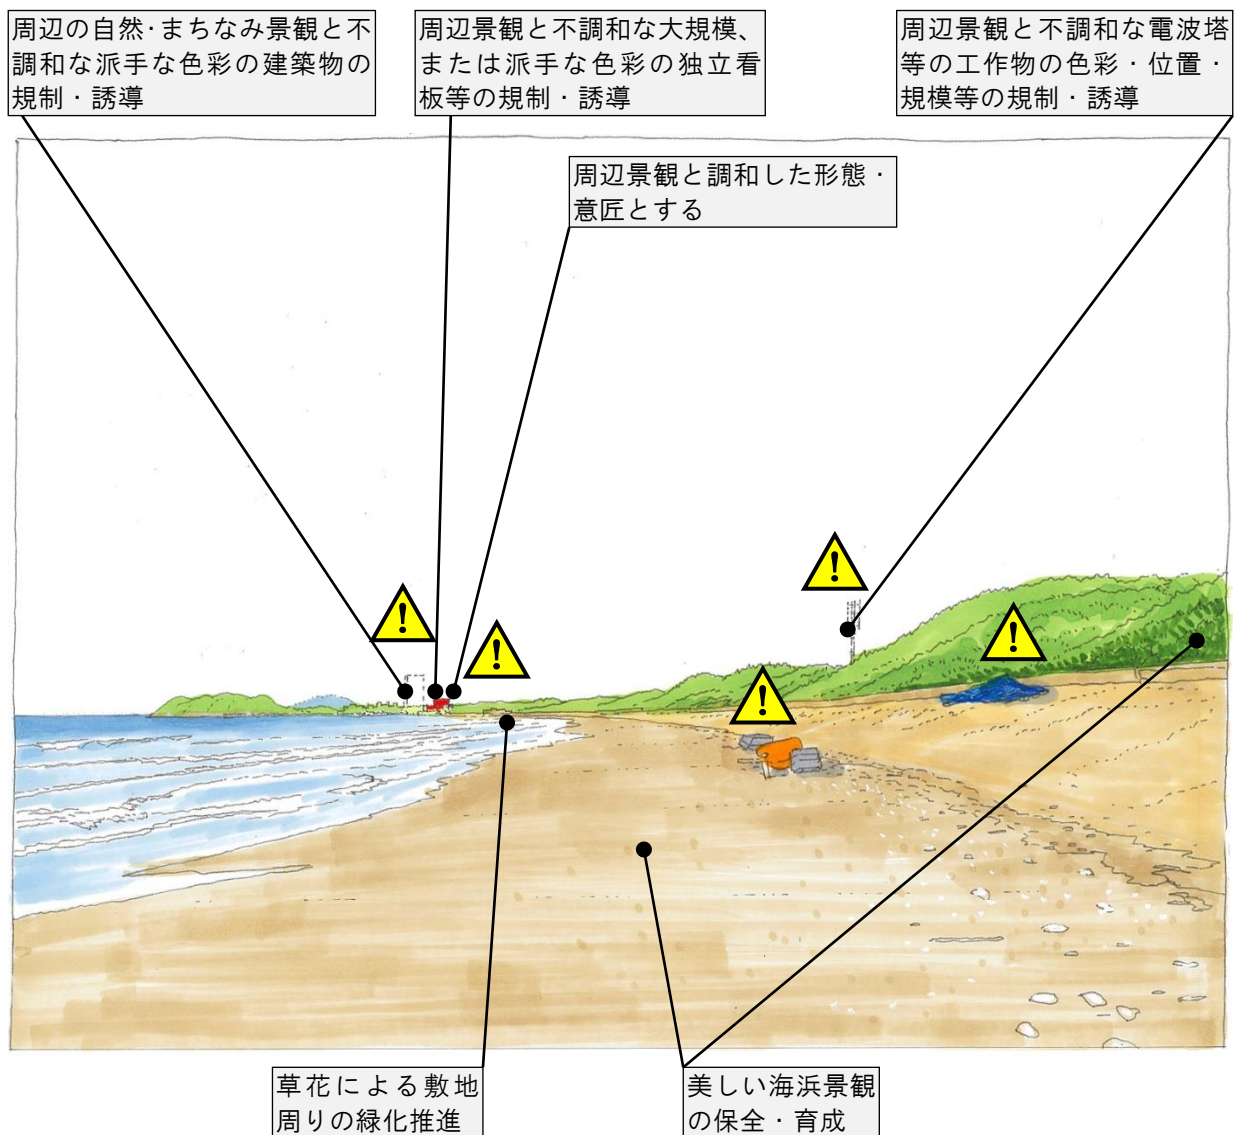 周辺の自然・まちなみ景観と不
調和な派手な色彩の建築物の
規制・誘導
周辺景観と不調和な大規模、
または派手な色彩の独立看
板等の規制・誘導
周辺景観と不調和な電波塔
等の工作物の色彩・位置・
規模等の規制・誘導
周辺景観と調和した形態・
意匠とする
!
!
!
!
!
草花による敷地
周りの緑化推進
美しい海浜景観
の保全・育成